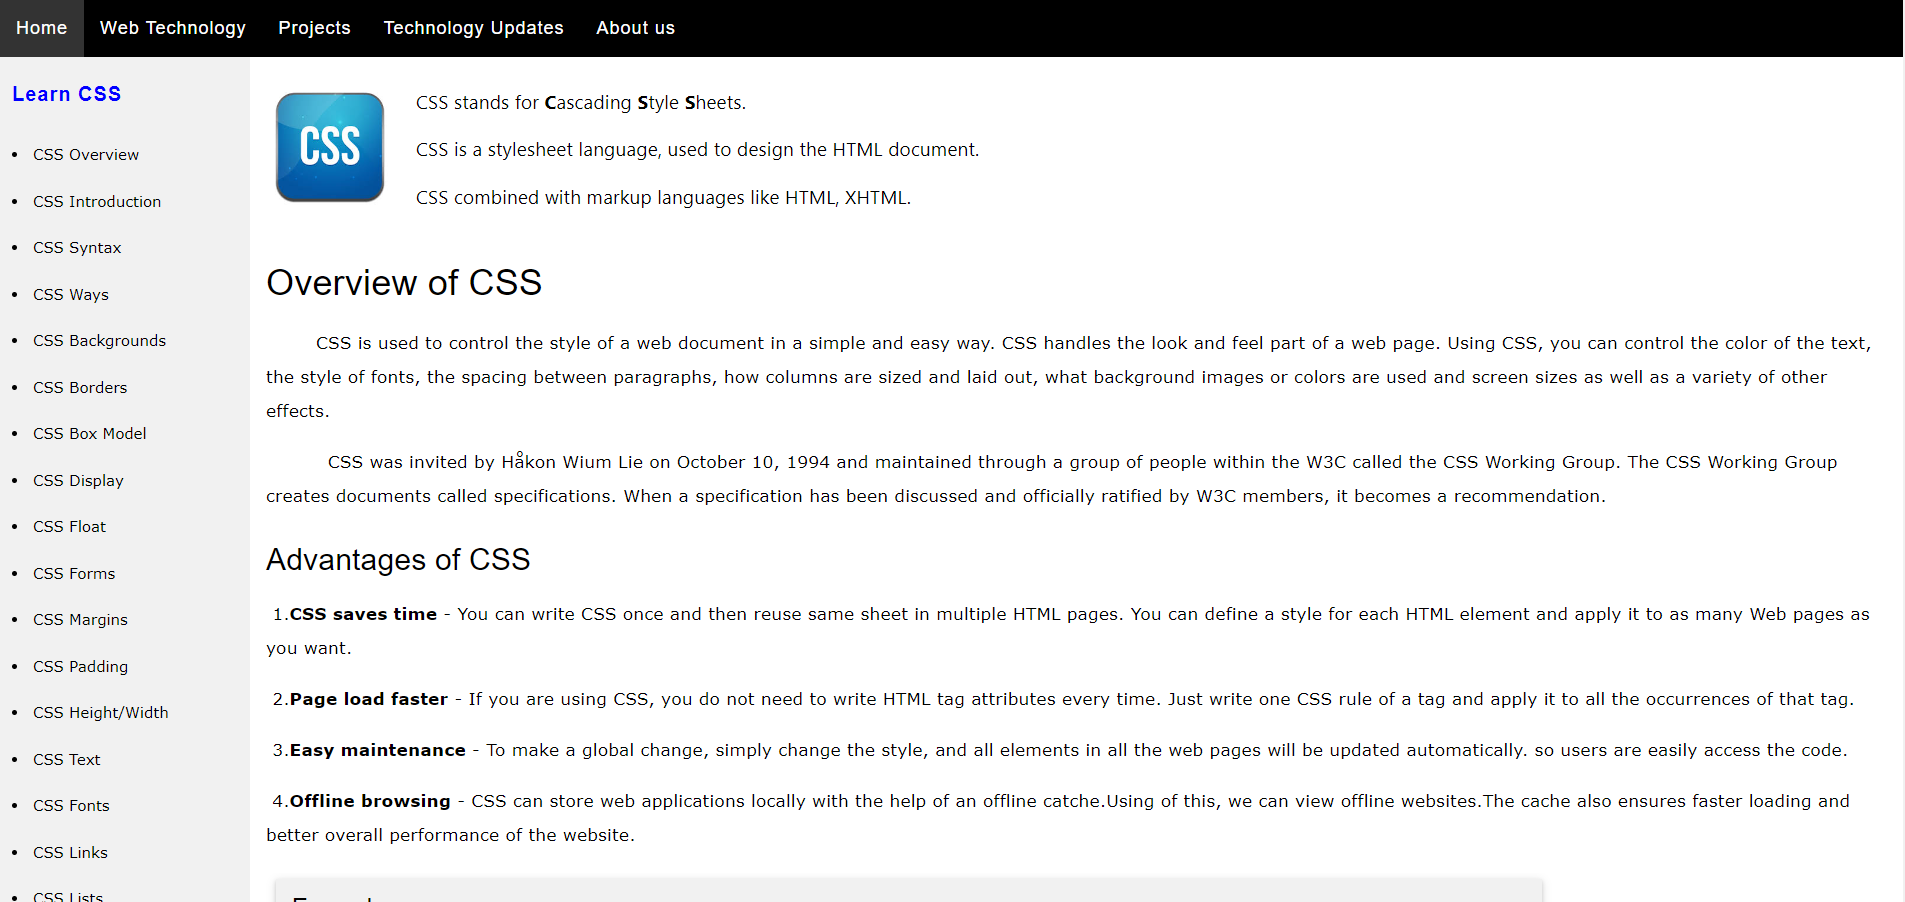 Home Web Technology Projects Technology Updates About us
Learn CSS
• CSS Overview
• CSS Introduction
• CSS Syntax
• CSS Ways
• CSS Backgrounds
• CSS Borders
• CSS Box Model
• CSS Display
• CSS Float
• CSS Forms
• CSS Margins
• CSS Padding
• CSS Height/Width
• CSS Text
• CSS Fonts
• CSS Links
• CSS Lists
CSS
CSS stands for Cascading Style Sheets.
CSS is a stylesheet language, used to design the HTML document.
CSS combined with markup languages like HTML, XHTML.
Overview of CSS
CSS is used to control the style of a web document in a simple and easy way. CSS handles the look and feel part of a web page. Using CSS, you can control the color of the text,
the style of fonts, the spacing between paragraphs, how columns are sized and laid out, what background images or colors are used and screen sizes as well as a variety of other
effects.
CSS was invited by Håkon Wium Lie on October 10, 1994 and maintained through a group of people within the W3C called the CSS Working Group. The CSS Working Group
creates documents called specifications. When a specification has been discussed and officially ratified by W3C members, it becomes a recommendation.
Advantages of CSS
1.CSS saves time - You can write CSS once and then reuse same sheet in multiple HTML pages. You can define a style for each HTML element and apply it to as many Web pages as
you want.
2.Page load faster - If you are using CSS, you do not need to write HTML tag attributes every time. Just write one CSS rule of a tag and apply it to all the occurrences of that tag.
3.Easy maintenance - To make a global change, simply change the style, and all elements in all the web pages will be updated automatically. so users are easily access the code.
4.Offline browsing - CSS can store web applications locally with the help of an offline catche.Using of this, we can view offline websites.The cache also ensures faster loading and
better overall performance of the website.